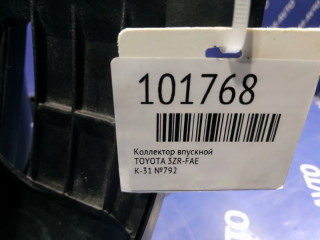 101768
Коллектор впускной
TOYOTA 3ZR-FAE
К-31 №792